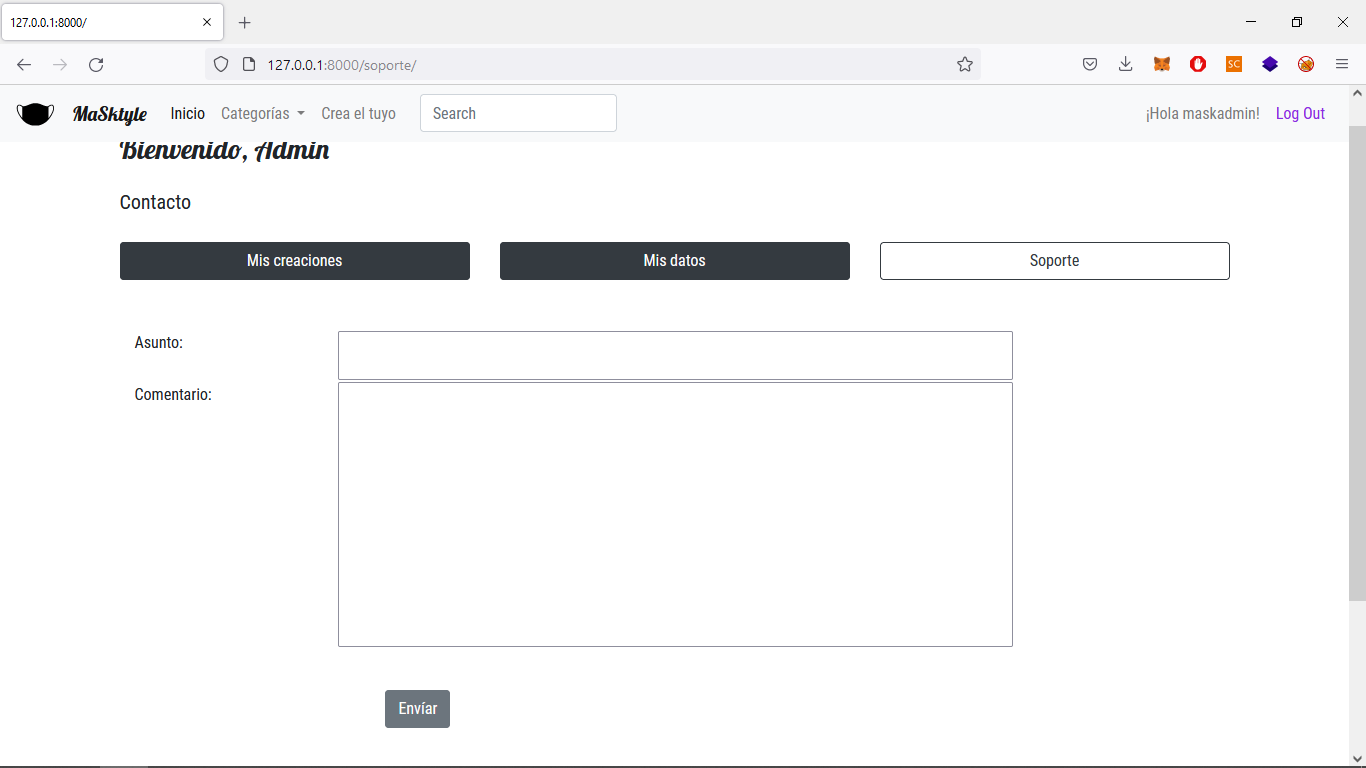 127.0.0.1:8000/
127.0.0.1:8000/soporte/
SC
MaSktyle Inicio Categorías Crea el tuyo Search ¡Hola maskadmin! Log Out
Bienvenido, Admin
Contacto
Mis creaciones Mis datos Soporte
Asunto:
Comentario:
Envíar